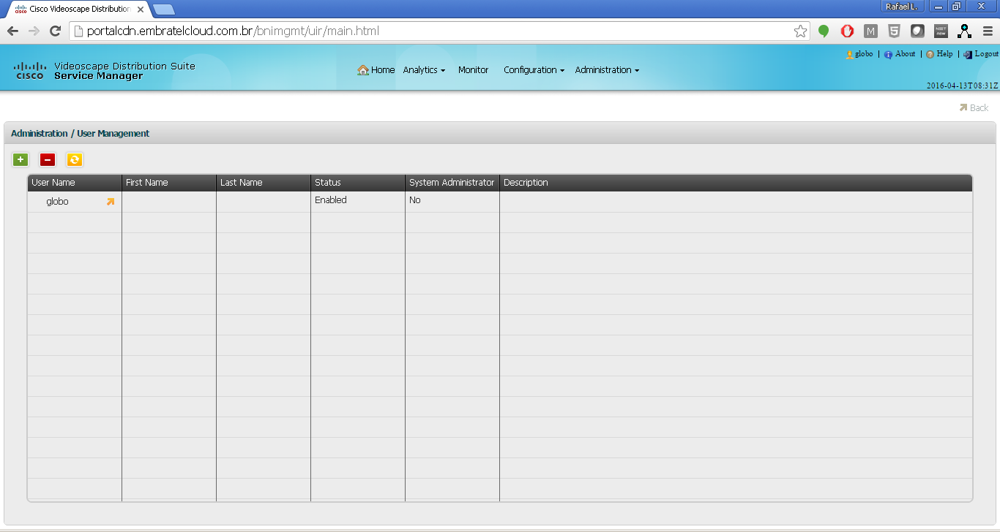 Cisco Videoscape Distribution
Rafael L.
portalcdn.embratelcloud.com.br/bnimgmt/uir/main.html
cisco
Videoscape Distribution Suite
Service Manager
Home Analytics Monitor Configuration Administration
globo | About | Help | Logout
2016-04-13T08:31Z
Back
Administration / User Management
User Name First Name Last Name Status System Administrator Description
globo Enabled No